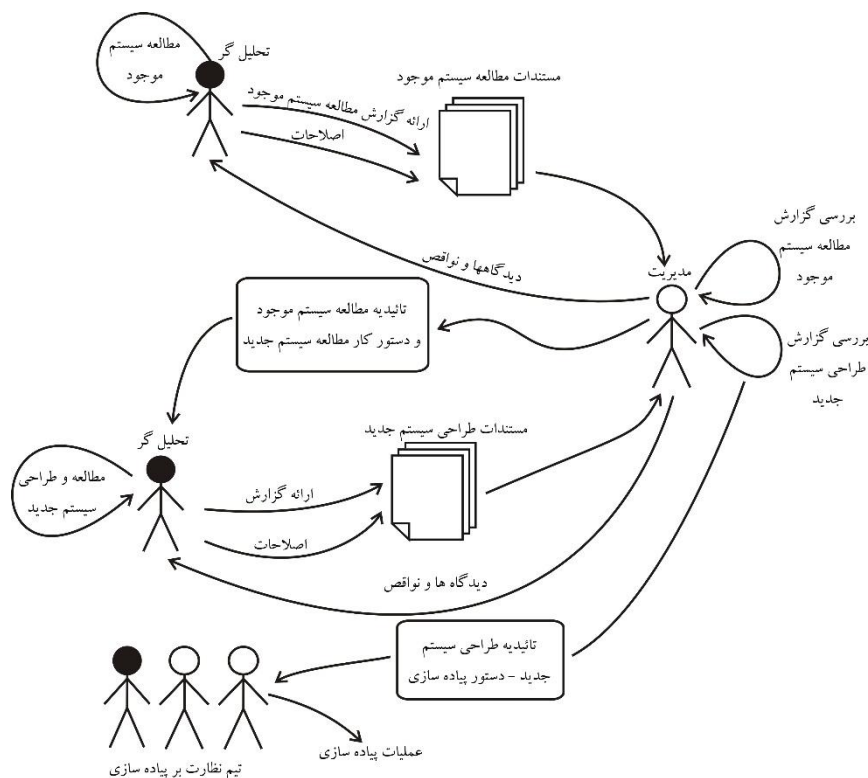 تحلیل گر
مطالعه سیستم
موجود
مستندات مطالعه سیستم موجود
ارائه گزارش مطالعه سیستم موجود
اصلاحات
بررسی گزارش
مطالعه سیستم
موجود
مدیریت
دیدگاهها و نواقص
تائیدیه مطالعه سیستم موجود
و دستور کار مطالعه سیستم جدید
بررسی گزارش
طراحی سیستم
جدید
مستندات طراحی سیستم جدید
تحلیل گر
مطالعه و طراحی
سیستم جدید
ارائه گزارش
اصلاحات
دیدگاه ها و نواقص
تائیدیه طراحی سیستم
جدید - دستور پیاده سازی
عملیات پیاده سازی
تیم نظارت بر پیاده سازی